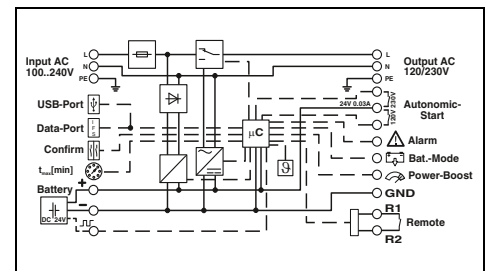 L
Input AC
100..240V
N
PE
USB-Port
Data-Port
I
F
S
Confirm
tmax[min]
Battery
+
−
DC 24V
µC
ϑ
24V 0.03A
L
Output AC
120/230V
N
PE
120V 230V
Autonomic-
Start
Alarm
Bat.-Mode
Power-Boost
GND
R1
Remote
R2